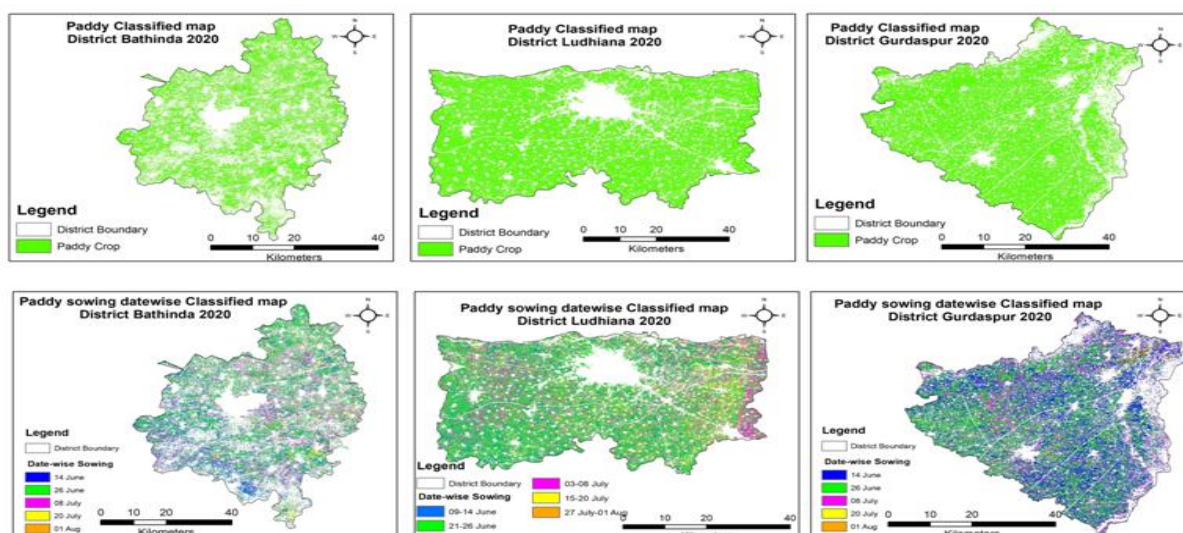 Paddy Classified map
District Bathinda 2020
N
W
E
S
Legend
District Boundary
Paddy Crop
0 10 20 40
Kilometers
Paddy Classified map
District Ludhiana 2020
N
W
E
S
Legend
District Boundary
Paddy Crop
0 10 20 40
Kilometers
Paddy Classified map
District Gurdaspur 2020
N
W
E
S
Legend
District Boundary
Paddy Crop
0 10 20 40
Kilometers
Paddy sowing datewise Classified map
District Bathinda 2020
N
W
E
S
Legend
District Boundary
Date-wise Sowing
14 June
26 June
08 July
20 July
01 Aug
0 10 20 40
Kilometers
Paddy sowing datewise Classified map
District Ludhiana 2020
N
W
E
S
Legend
District Boundary
Date-wise Sowing
09-14 June
21-26 June
03-08 July
15-20 July
27 July-01 Aug
0 10 20 40
Kilometers
Paddy sowing datewise Classified map
District Gurdaspur 2020
N
W
E
S
Legend
District Boundary
Date-wise Sowing
14 June
26 June
08 July
20 July
01 Aug
0 10 20 40
Kilometers